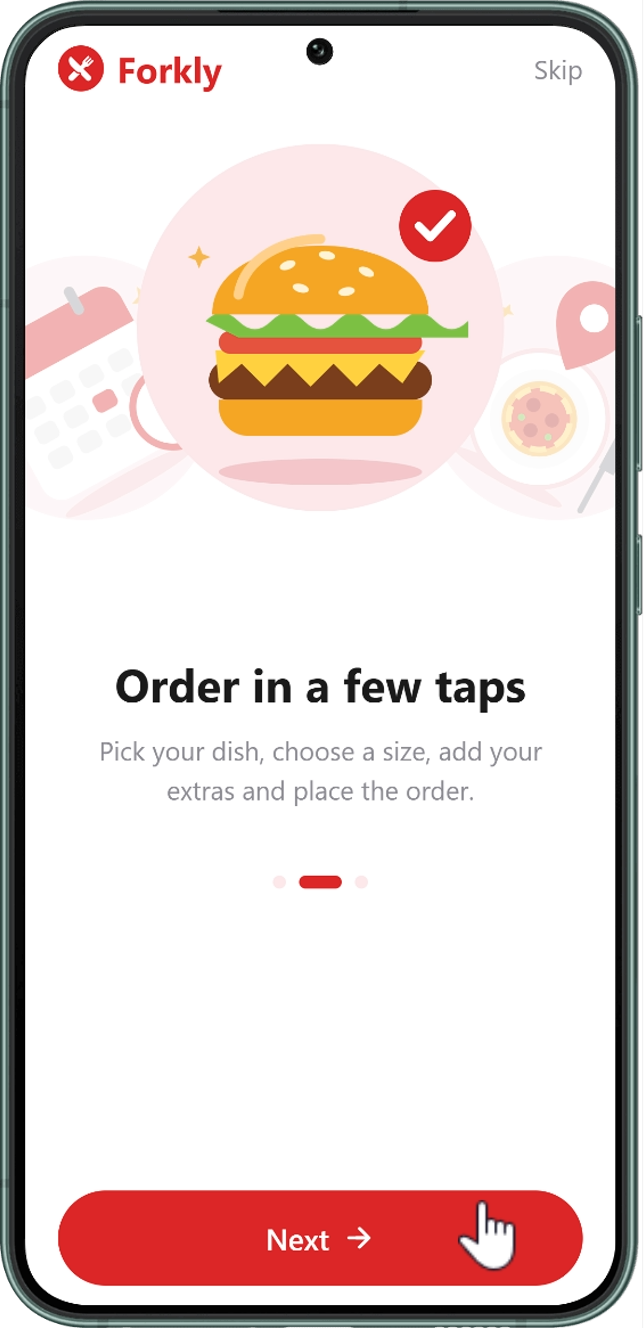 Forkly
Skip
Order in a few taps
Pick your dish, choose a size, add your
extras and place the order.
Next →